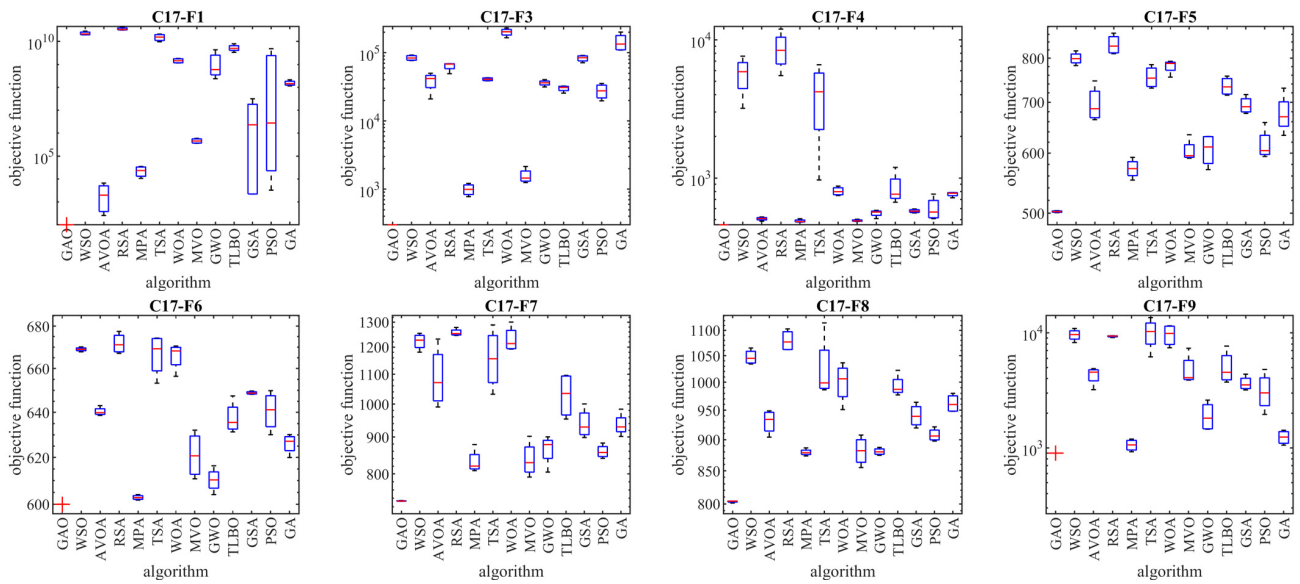 C17-F1
objective function
10^10
10^5
GAO
WSO
AVOA
RSA
MPA
TSA
WOA
MVO
GWO
TLBO
GSA
PSO
GA
algorithm
C17-F3
objective function
10^5
10^4
10^3
GAO
WSO
AVOA
RSA
MPA
TSA
WOA
MVO
GWO
TLBO
GSA
PSO
GA
algorithm
C17-F4
objective function
10^4
10^3
GAO
WSO
AVOA
RSA
MPA
TSA
WOA
MVO
GWO
TLBO
GSA
PSO
GA
algorithm
C17-F5
objective function
800
700
600
500
GAO
WSO
AVOA
RSA
MPA
TSA
WOA
MVO
GWO
TLBO
GSA
PSO
GA
algorithm
C17-F6
objective function
680
660
640
620
600
GAO
WSO
AVOA
RSA
MPA
TSA
WOA
MVO
GWO
TLBO
GSA
PSO
GA
algorithm
C17-F7
objective function
1300
1200
1100
1000
900
800
GAO
WSO
AVOA
RSA
MPA
TSA
WOA
MVO
GWO
TLBO
GSA
PSO
GA
algorithm
C17-F8
objective function
1100
1050
1000
950
900
850
800
GAO
WSO
AVOA
RSA
MPA
TSA
WOA
MVO
GWO
TLBO
GSA
PSO
GA
algorithm
C17-F9
objective function
10^4
10^3
GAO
WSO
AVOA
RSA
MPA
TSA
WOA
MVO
GWO
TLBO
GSA
PSO
GA
algorithm